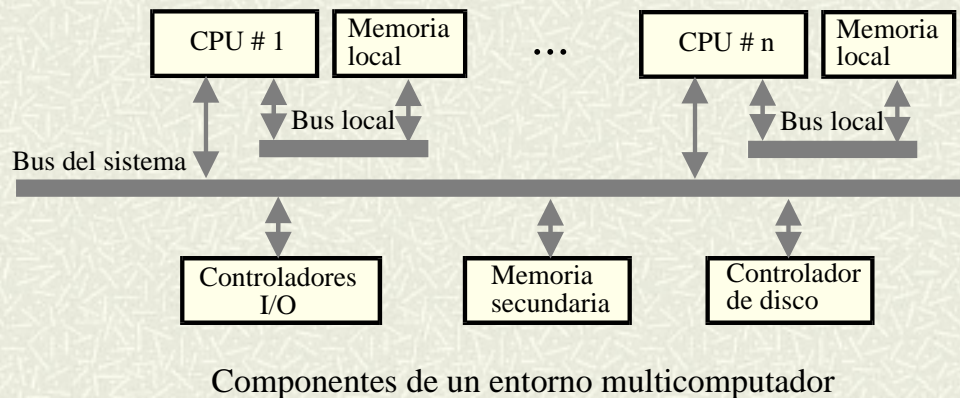 CPU # 1
Memoria
local
...
CPU # n
Memoria
local
Bus local
Bus local
Bus del sistema
Controladores
I/O
Memoria
secundaria
Controlador
de disco
Componentes de un entorno multicomputador